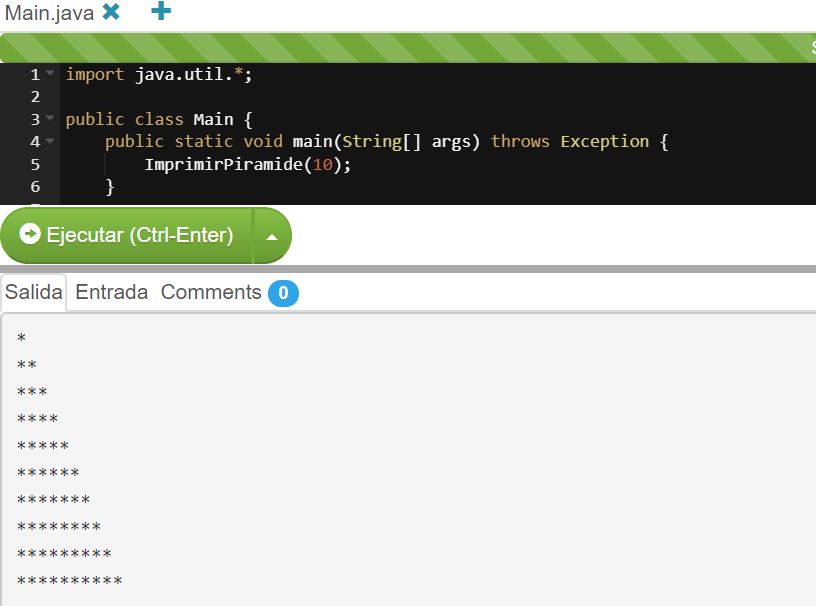 Main.java
1 import java.util.*;
2
3 public class Main {
4     public static void main(String[] args) throws Exception {
5         ImprimirPiramide(10);
6     }
Ejecutar (Ctrl-Enter)
Salida Entrada Comments 0
*
**
***
****
*****
******
*******
********
*********
**********